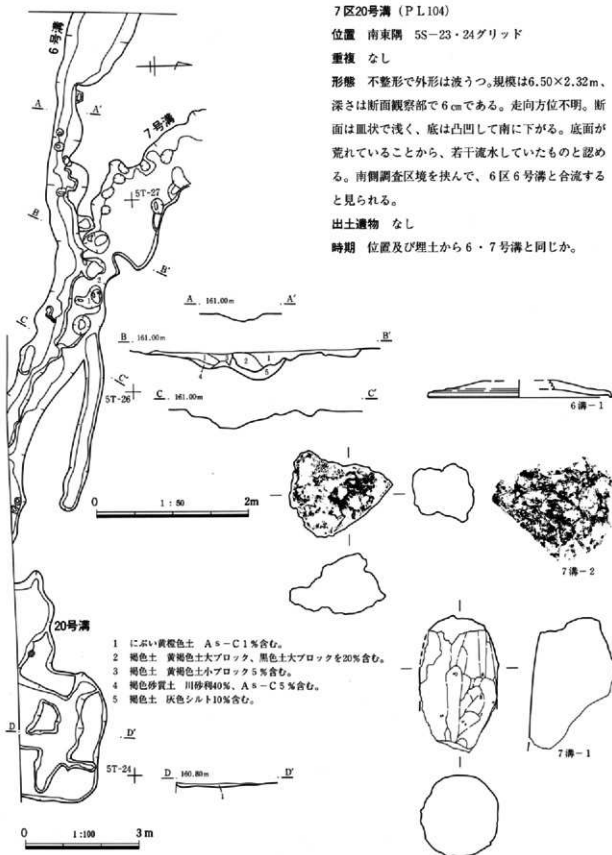 7区20号溝 (PL104)
位置 南東隅 5S-23・24グリッド
重複 なし
形態 不整形で外形は波うつ。規模は6.50×2.32m、
深さは断面観察部で6㎝である。走向方位不明。断
面は皿状で浅く、底は凸凹して南に下がる。底面が
荒れていることから、若干流水していたものと認め
る。南側調査区境を挟んで、6区6号溝と合流する
と見られる。
出土遺物 なし
時期 位置及び埋土から6・7号溝と同じか。
6号溝
A
A'
7号溝
5T-27
B
B'
C
C'
1
2
5T-26
A 161.00m A'
B 161.00m B'
1
2
4
5
C 161.00m C'
6溝-1
0 1:80 2m
7溝-2
20号溝
1 にぶい黄橙色土 As-C1%含む。
2 褐色土 黄褐色土大ブロック、黒色土大ブロックを20%含む。
3 褐色土 黄褐色土小ブロック5%含む。
4 褐色砂質土 川砂利40%、As-C5%含む。
5 褐色土 灰色シルト10%含む。
D
D'
5T-24
D 160.80m D'
1
7溝-1
0 1:100 3m